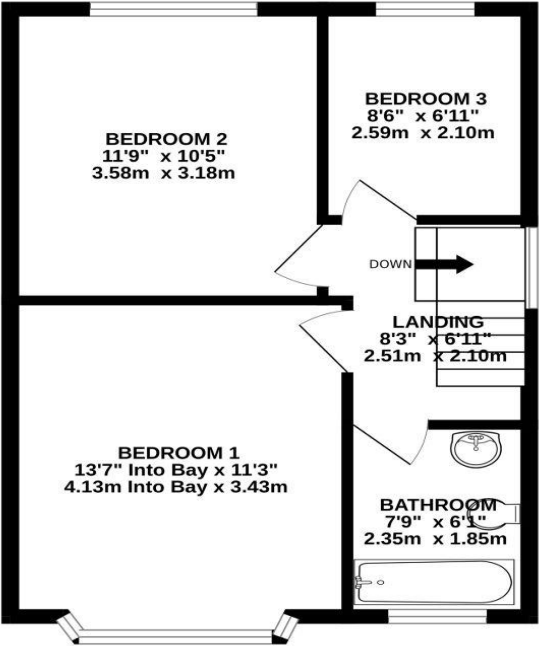 BEDROOM 3
8'6" x 6'11"
2.59m x 2.10m
BEDROOM 2
11'9" x 10'5"
3.58m x 3.18m
DOWN
LANDING
8'3" x 6'11"
2.51m x 2.10m
BEDROOM 1
13'7" Into Bay x 11'3"
4.13m Into Bay x 3.43m
BATHROOM
7'9" x 6'1"
2.35m x 1.85m